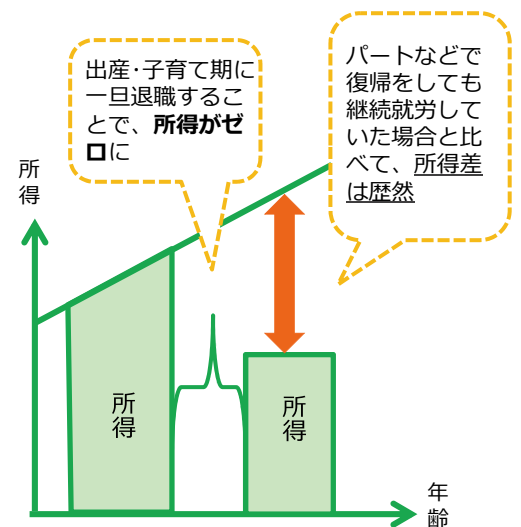 出産・子育て期に
一旦退職するこ
とで、所得がゼ
ロに
パートなどで
復帰をしても
継続就労して
いた場合と比
べて、所得差
は歴然
所
得
所
得
所
得
年
齢